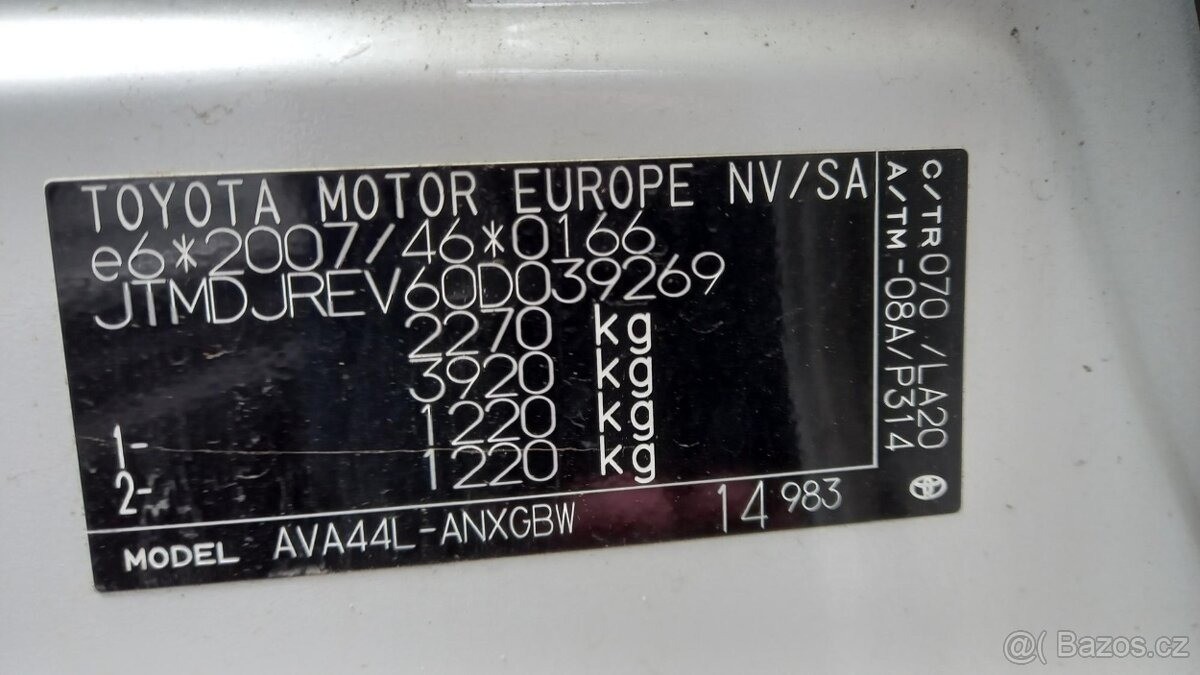 TOYOTA MOTOR EUROPE NV/SA
e6*2007/46*0166
JTMDJREV60D039269
2270 kg
3920 kg
1- 1220 kg
2- 1220 kg
MODEL AVA44L-ANXGBW 14 983
C/TR070 /LA20
A/TM-08A/P314
@( Bazos.cz